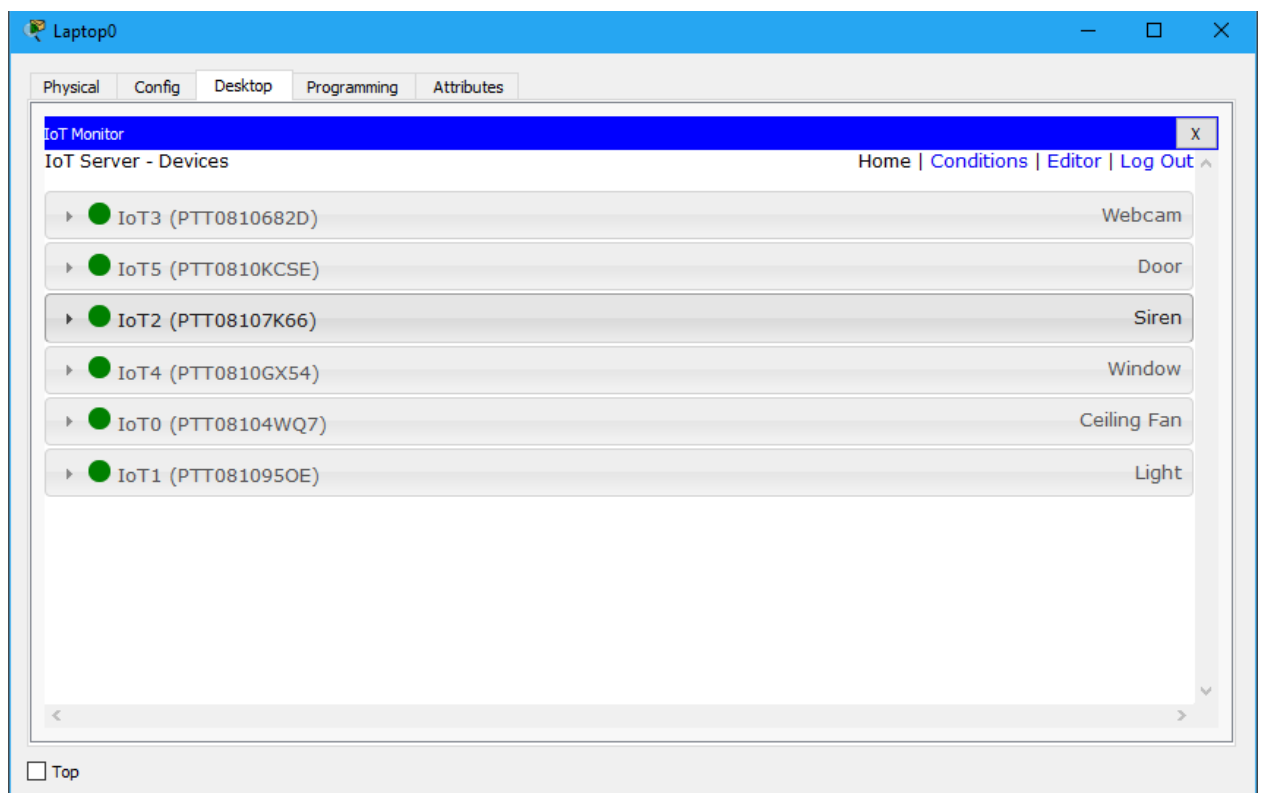 Laptop0
Physical Config Desktop Programming Attributes
IoT Monitor X
IoT Server - Devices Home | Conditions | Editor | Log Out
IoT3 (PTT0810682D) Webcam
IoT5 (PTT0810KCSE) Door
IoT2 (PTT08107K66) Siren
IoT4 (PTT0810GX54) Window
IoT0 (PTT08104WQ7) Ceiling Fan
IoT1 (PTT081095OE) Light
Top